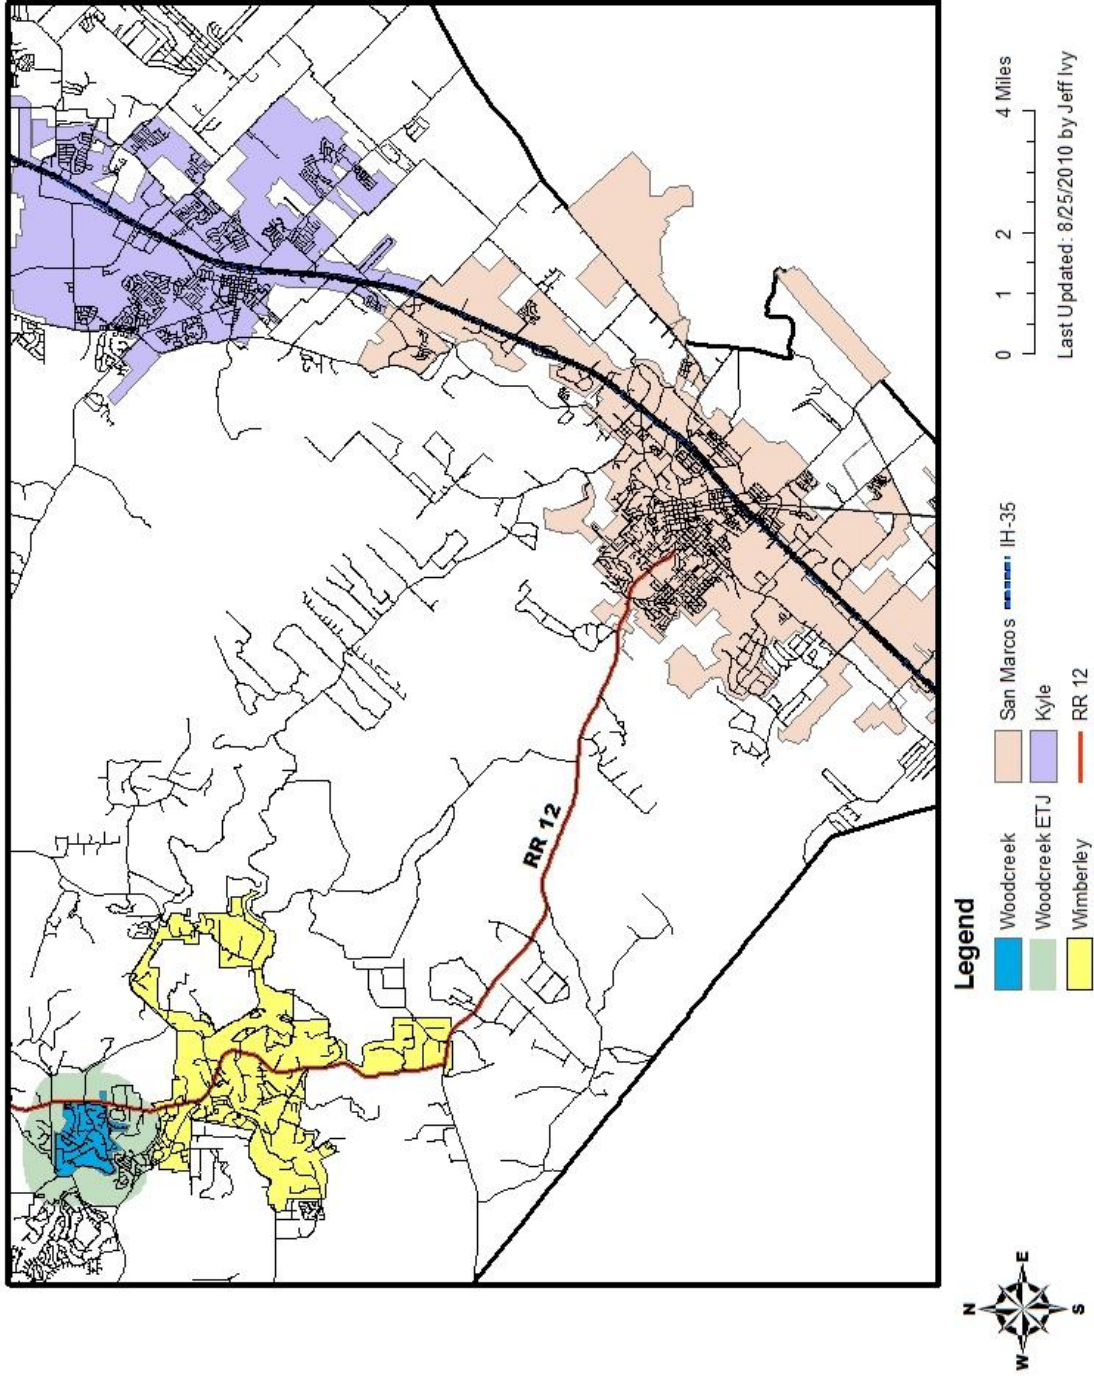 RR 12
N
W
E
S
Legend
Woodcreek
Woodcreek ETJ
Wimberley
San Marcos
Kyle
RR 12
IH-35
0 1 2 4 Miles
Last Updated: 8/25/2010 by Jeff Ivy